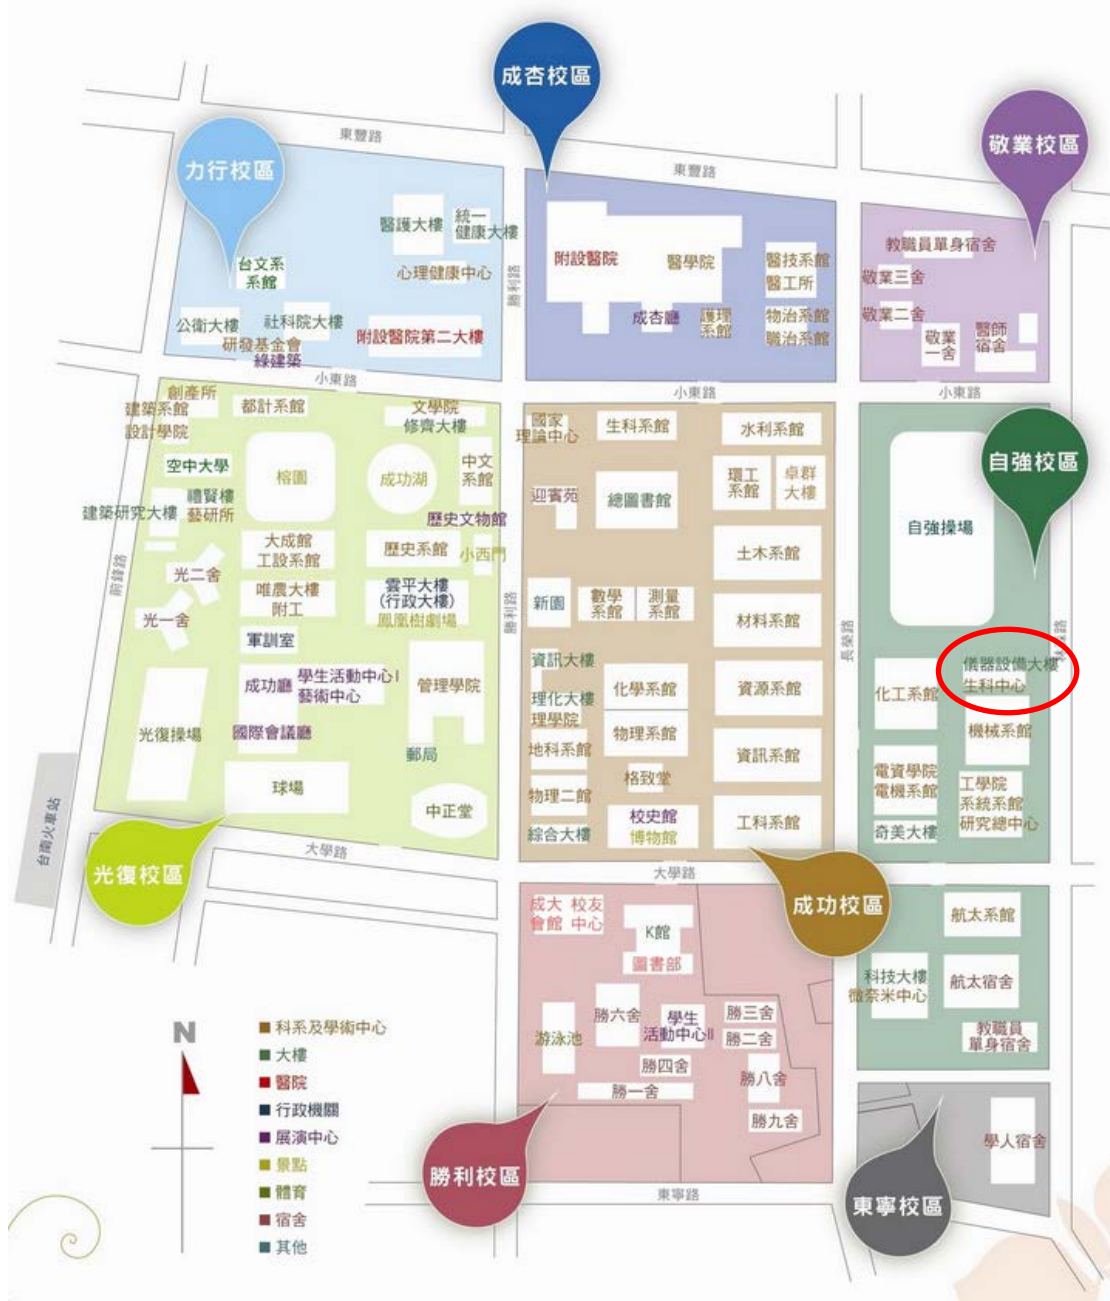 成杏校區
敬業校區
力行校區
東豐路
東豐路
醫護大樓
統一
健康大樓
心理健康中心
台文系
系館
公衛大樓
社科院大樓
研發基金會
綠建築
附設醫院第二大樓
勝利路
附設醫院
醫學院
成杏廳
護理
系館
醫技系館
醫工所
物治系館
職治系館
教職員單身宿舍
敬業三舍
敬業二舍
敬業
一舍
醫師
宿舍
小東路
小東路
小東路
自強校區
創產所
建築系館
設計學院
都計系館
文學院
修齊大樓
空中大學
榕園
成功湖
中文
系館
禮賢樓
藝研所
建築研究大樓
歷史文物館
大成館
工設系館
歷史系館
小西門
光二舍
唯農大樓
附工
雲平大樓
(行政大樓)
鳳凰樹劇場
光一舍
軍訓室
前鋒路
勝利路
成功廳
學生活動中心I
藝術中心
管理學院
光復操場
國際會議廳
郵局
球場
中正堂
台南火車站
光復校區
大學路
國家
理論中心
生科系館
水利系館
迎賓苑
總圖書館
環工
系館
卓群
大樓
土木系館
新園
數學
系館
測量
系館
材料系館
資訊大樓
理化大樓
理學院
化學系館
資源系館
地科系館
物理系館
資訊系館
物理二館
格致堂
綜合大樓
校史館
博物館
工科系館
長榮路
自強操場
儀器設備大樓
生科中心
化工系館
機械系館
電資學院
電機系館
工學院
系統系館
研究總中心
奇美大樓
大學路
成功校區
成大
會館
校友
中心
K館
圖書部
游泳池
勝六舍
學生
活動中心II
勝三舍
勝二舍
勝四舍
勝一舍
勝八舍
勝九舍
勝利校區
東寧路
航太系館
科技大樓
微奈米中心
航太宿舍
教職員
單身宿舍
學人宿舍
東寧校區
N
科系及學術中心
大樓
醫院
行政機關
展演中心
景點
體育
宿舍
其他